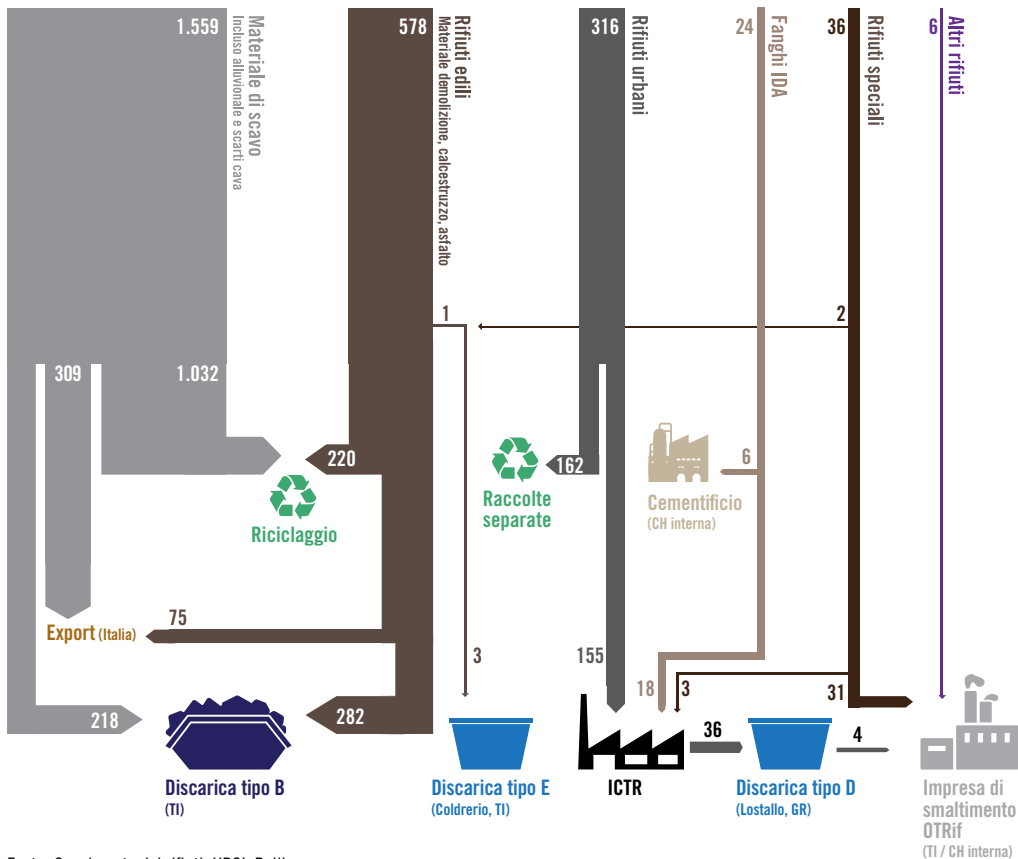 1.559
Materiale di scavo
Incluso alluvionale e scarti cava
578
Rifiuti edili
Materiale demolizione, calcestruzzo, asfalto
316
Rifiuti urbani
24
Fanghi IDA
36
Rifiuti speciali
6
Altri rifiuti
1
2
309
1.032
220
162
6
Riciclaggio
Raccolte
separate
Cementificio
(CH interna)
75
Export (Italia)
3
155
18
3
31
218
282
36
4
Discarica tipo B
(TI)
Discarica tipo E
(Coldrerio, TI)
ICTR
Discarica tipo D
(Lostallo, GR)
Impresa di
smaltimento
OTRif
(TI / CH interna)